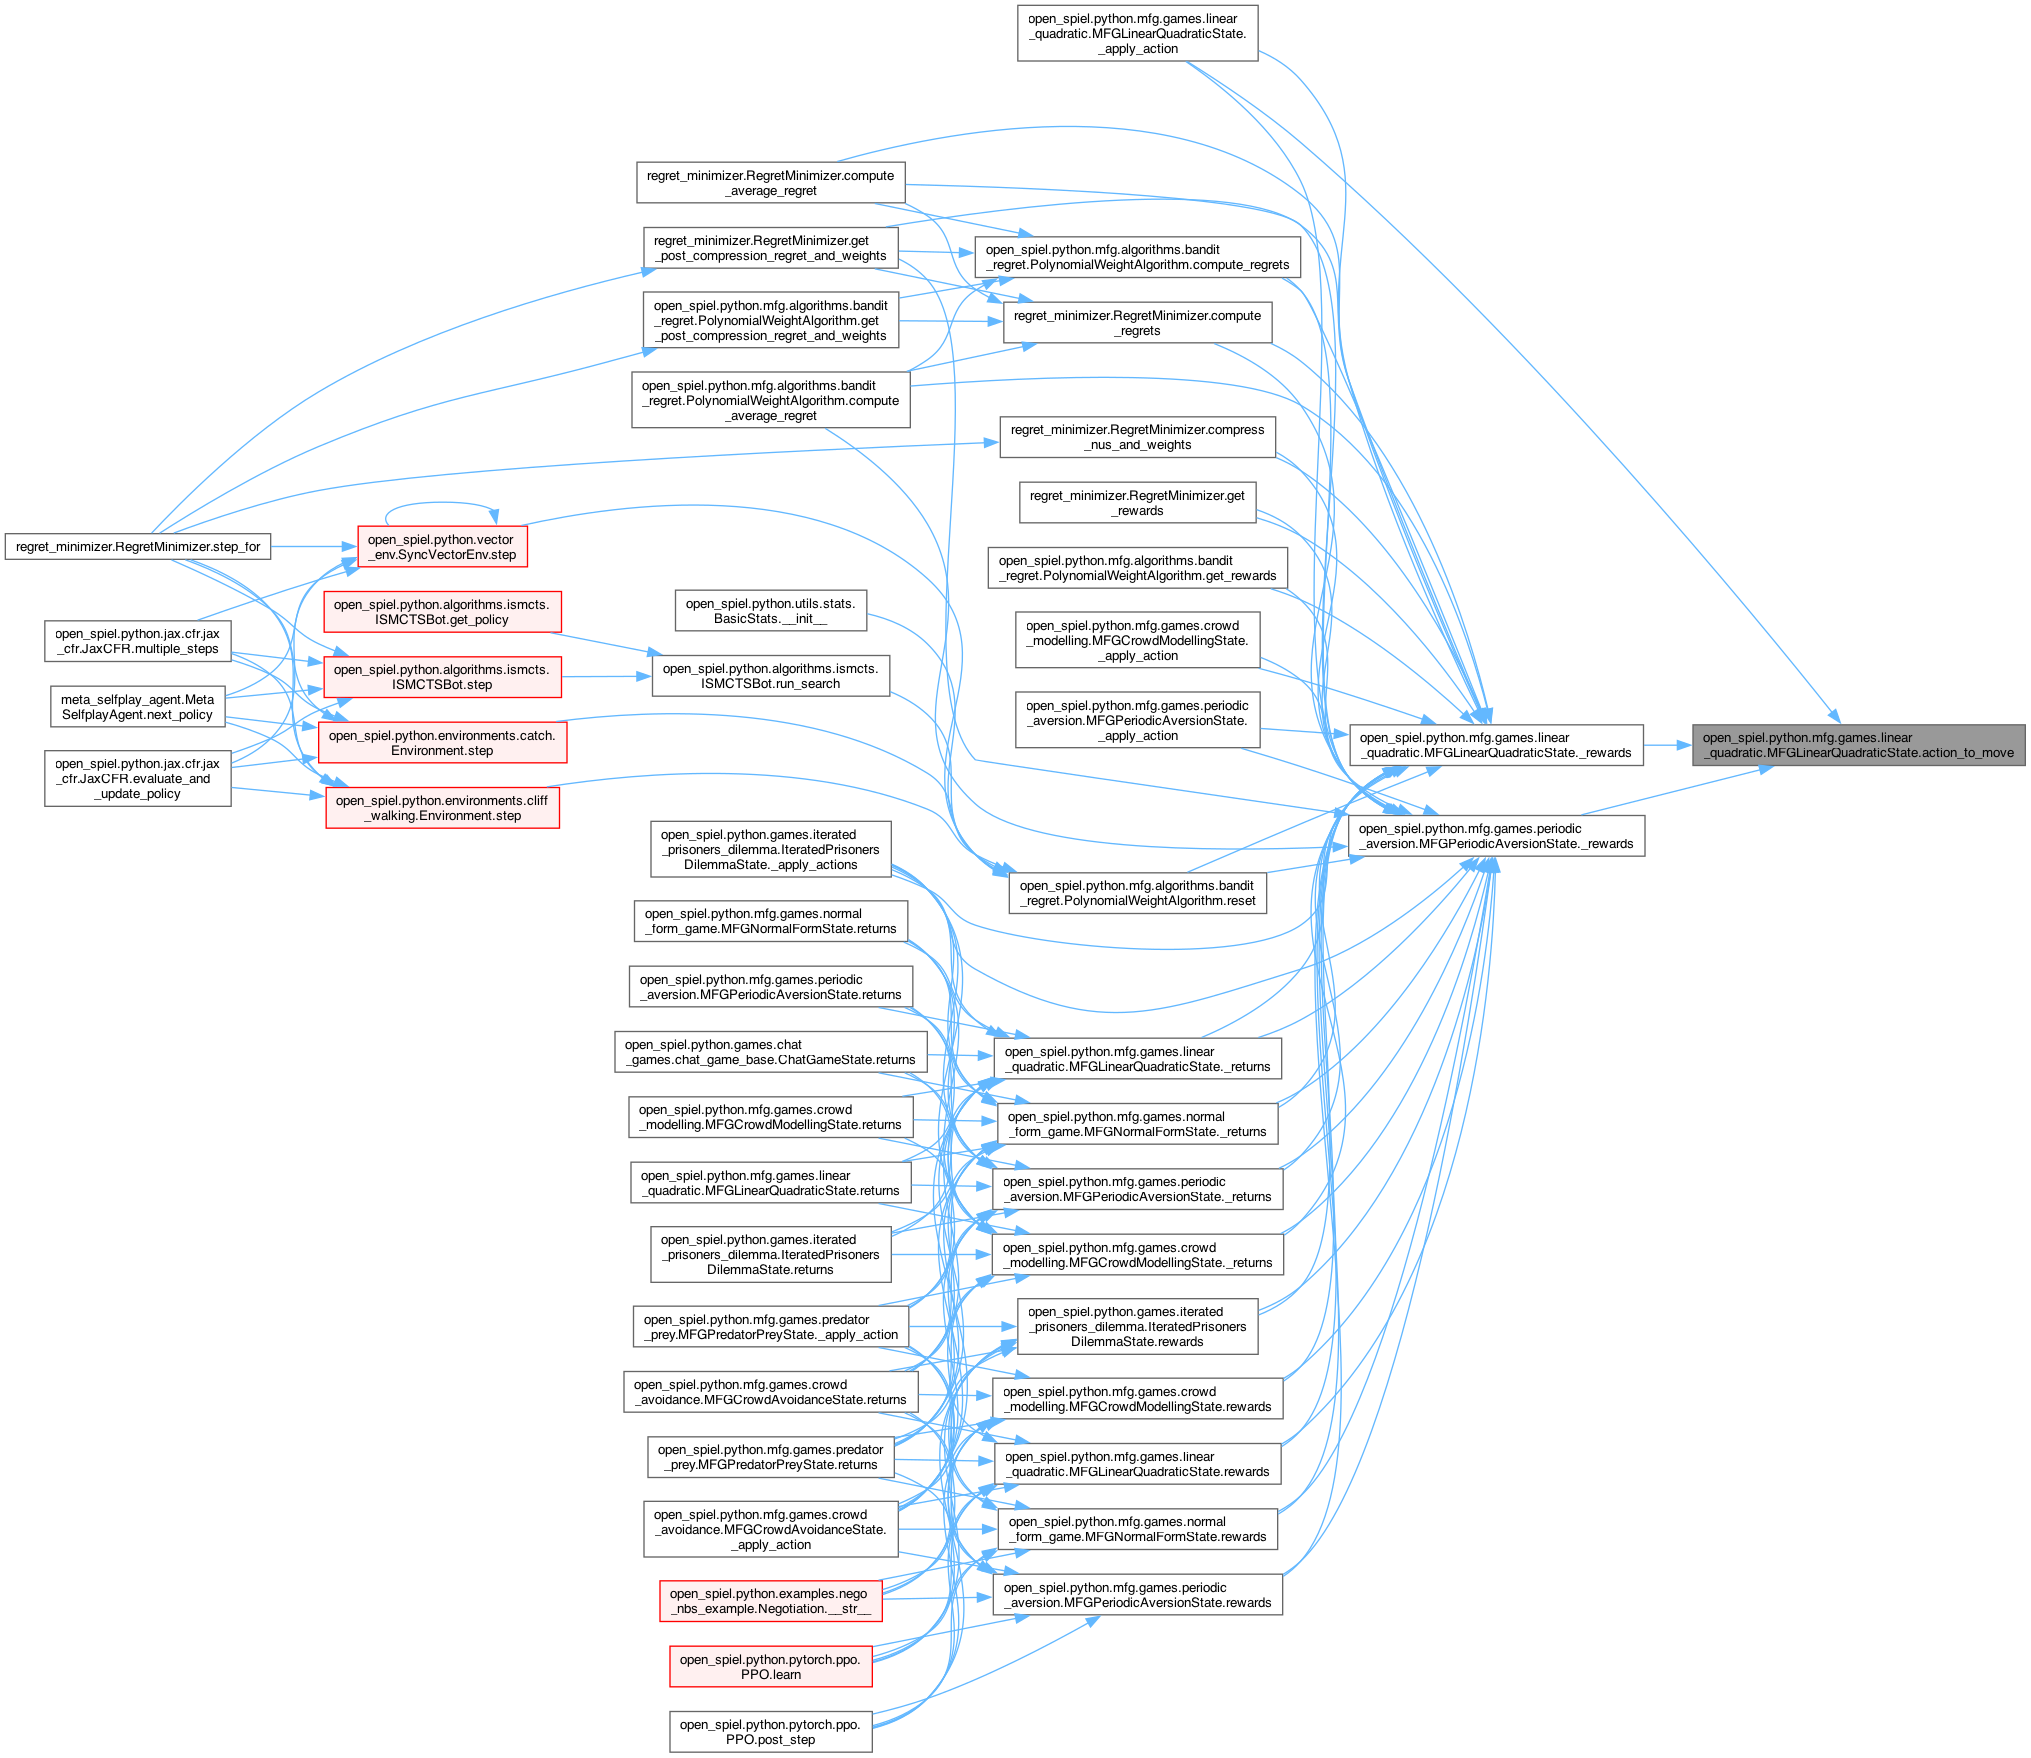 open_spiel.python.mfg.games.linear
_quadratic.MFGLinearQuadraticState.
_apply_action
regret_minimizer.RegretMinimizer.compute
_average_regret
regret_minimizer.RegretMinimizer.get
_post_compression_regret_and_weights
open_spiel.python.mfg.algorithms.bandit
_regret.PolynomialWeightAlgorithm.compute_regrets
open_spiel.python.mfg.algorithms.bandit
_regret.PolynomialWeightAlgorithm.get
_post_compression_regret_and_weights
regret_minimizer.RegretMinimizer.compute
_regrets
open_spiel.python.mfg.algorithms.bandit
_regret.PolynomialWeightAlgorithm.compute
_average_regret
regret_minimizer.RegretMinimizer.compress
_nus_and_weights
regret_minimizer.RegretMinimizer.get
_rewards
regret_minimizer.RegretMinimizer.step_for
open_spiel.python.vector
_env.SyncVectorEnv.step
open_spiel.python.mfg.algorithms.bandit
_regret.PolynomialWeightAlgorithm.get_rewards
open_spiel.python.algorithms.ismcts.
ISMCTSBot.get_policy
open_spiel.python.utils.stats.
BasicStats.__init__
open_spiel.python.mfg.games.crowd
_modelling.MFGCrowdModellingState.
_apply_action
open_spiel.python.jax.cfr.jax
_cfr.JaxCFR.multiple_steps
open_spiel.python.algorithms.ismcts.
ISMCTSBot.step
open_spiel.python.algorithms.ismcts.
ISMCTSBot.run_search
meta_selfplay_agent.Meta
SelfplayAgent.next_policy
open_spiel.python.environments.catch.
Environment.step
open_spiel.python.mfg.games.periodic
_aversion.MFGPeriodicAversionState.
_apply_action
open_spiel.python.mfg.games.linear
_quadratic.MFGLinearQuadraticState._rewards
open_spiel.python.mfg.games.linear
_quadratic.MFGLinearQuadraticState.action_to_move
open_spiel.python.jax.cfr.jax
_cfr.JaxCFR.evaluate_and
_update_policy
open_spiel.python.environments.cliff
_walking.Environment.step
open_spiel.python.mfg.games.periodic
_aversion.MFGPeriodicAversionState._rewards
open_spiel.python.games.iterated
_prisoners_dilemma.IteratedPrisoners
DilemmaState._apply_actions
open_spiel.python.mfg.algorithms.bandit
_regret.PolynomialWeightAlgorithm.reset
open_spiel.python.mfg.games.normal
_form_game.MFGNormalFormState.returns
open_spiel.python.mfg.games.periodic
_aversion.MFGPeriodicAversionState.returns
open_spiel.python.games.chat
_games.chat_game_base.ChatGameState.returns
open_spiel.python.mfg.games.linear
_quadratic.MFGLinearQuadraticState._returns
open_spiel.python.mfg.games.crowd
_modelling.MFGCrowdModellingState.returns
open_spiel.python.mfg.games.normal
_form_game.MFGNormalFormState._returns
open_spiel.python.mfg.games.linear
_quadratic.MFGLinearQuadraticState.returns
open_spiel.python.mfg.games.periodic
_aversion.MFGPeriodicAversionState._returns
open_spiel.python.games.iterated
_prisoners_dilemma.IteratedPrisoners
DilemmaState.returns
open_spiel.python.mfg.games.crowd
_modelling.MFGCrowdModellingState._returns
open_spiel.python.mfg.games.predator
_prey.MFGPredatorPreyState._apply_action
open_spiel.python.games.iterated
_prisoners_dilemma.IteratedPrisoners
DilemmaState.rewards
open_spiel.python.mfg.games.crowd
_avoidance.MFGCrowdAvoidanceState.returns
open_spiel.python.mfg.games.crowd
_modelling.MFGCrowdModellingState.rewards
open_spiel.python.mfg.games.predator
_prey.MFGPredatorPreyState.returns
open_spiel.python.mfg.games.linear
_quadratic.MFGLinearQuadraticState.rewards
open_spiel.python.mfg.games.crowd
_avoidance.MFGCrowdAvoidanceState.
_apply_action
open_spiel.python.mfg.games.normal
_form_game.MFGNormalFormState.rewards
open_spiel.python.examples.nego
_nbs_example.Negotiation.__str__
open_spiel.python.mfg.games.periodic
_aversion.MFGPeriodicAversionState.rewards
open_spiel.python.pytorch.ppo.
PPO.learn
open_spiel.python.pytorch.ppo.
PPO.post_step